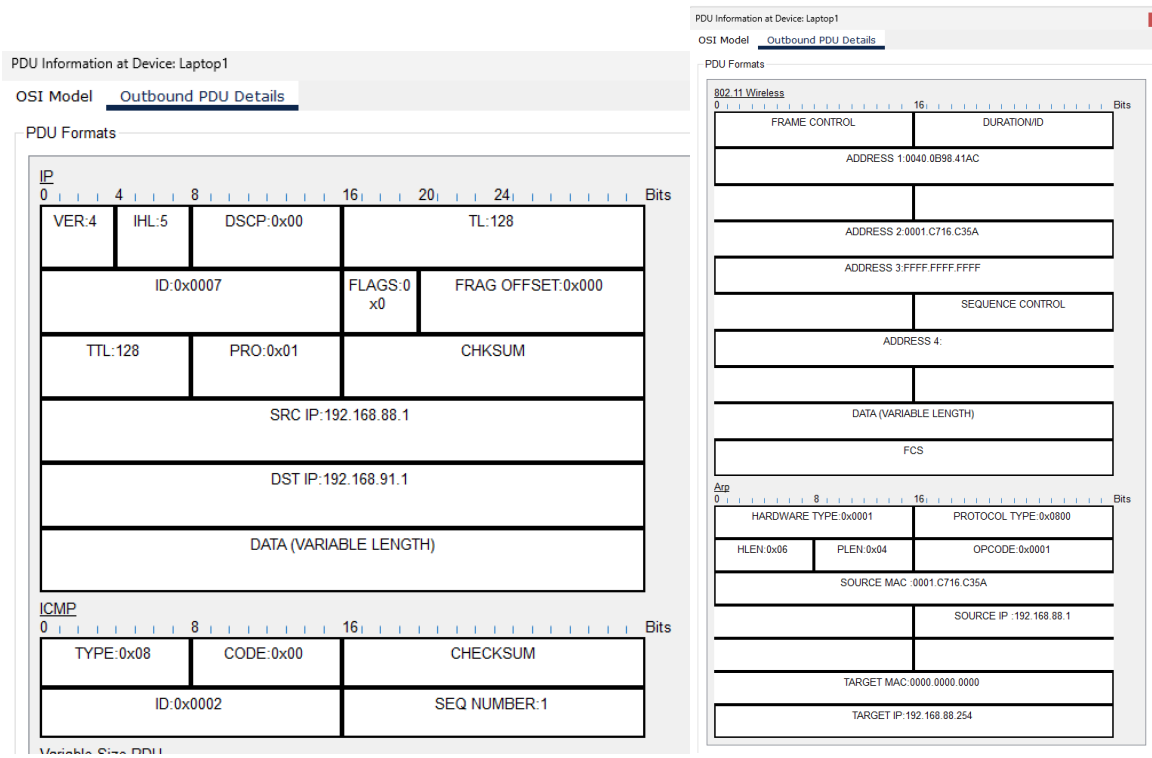 PDU Information at Device: Laptop1
OSI Model Outbound PDU Details
PDU Formats
IP
0 4 8 16 20 24 Bits
VER:4 IHL:5 DSCP:0x00 TL:128
ID:0x0007 FLAGS:0x0 FRAG OFFSET:0x000
TTL:128 PRO:0x01 CHKSUM
SRC IP:192.168.88.1
DST IP:192.168.91.1
DATA (VARIABLE LENGTH)
ICMP
0 8 16 Bits
TYPE:0x08 CODE:0x00 CHECKSUM
ID:0x0002 SEQ NUMBER:1
Variable Size PDU
PDU Information at Device: Laptop1
OSI Model Outbound PDU Details
PDU Formats
802.11 Wireless
0 16 Bits
FRAME CONTROL DURATION/ID
ADDRESS 1:0040.0B98.41AC
ADDRESS 2:0001.C716.C35A
ADDRESS 3:FFFF.FFFF.FFFF
SEQUENCE CONTROL
ADDRESS 4:
DATA (VARIABLE LENGTH)
FCS
Arp
0 8 16 Bits
HARDWARE TYPE:0x0001 PROTOCOL TYPE:0x0800
HLEN:0x06 PLEN:0x04 OPCODE:0x0001
SOURCE MAC :0001.C716.C35A
SOURCE IP :192.168.88.1
TARGET MAC:0000.0000.0000
TARGET IP:192.168.88.254